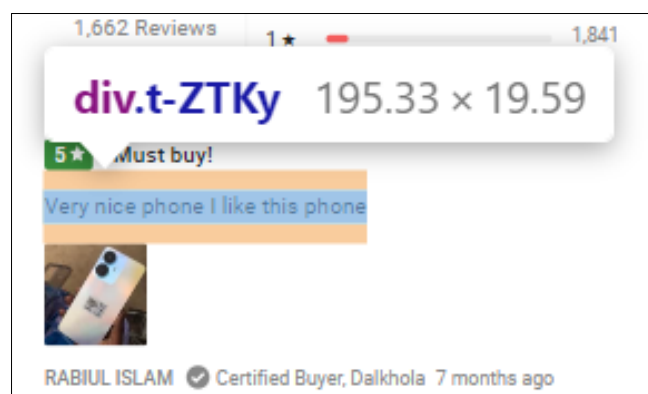 1,662 Reviews
1★ 1,841
div.t-ZTKy 195.33 × 19.59
5★ Must buy!
Very nice phone I like this phone
RABIUL ISLAM Certified Buyer, Dalkhola 7 months ago